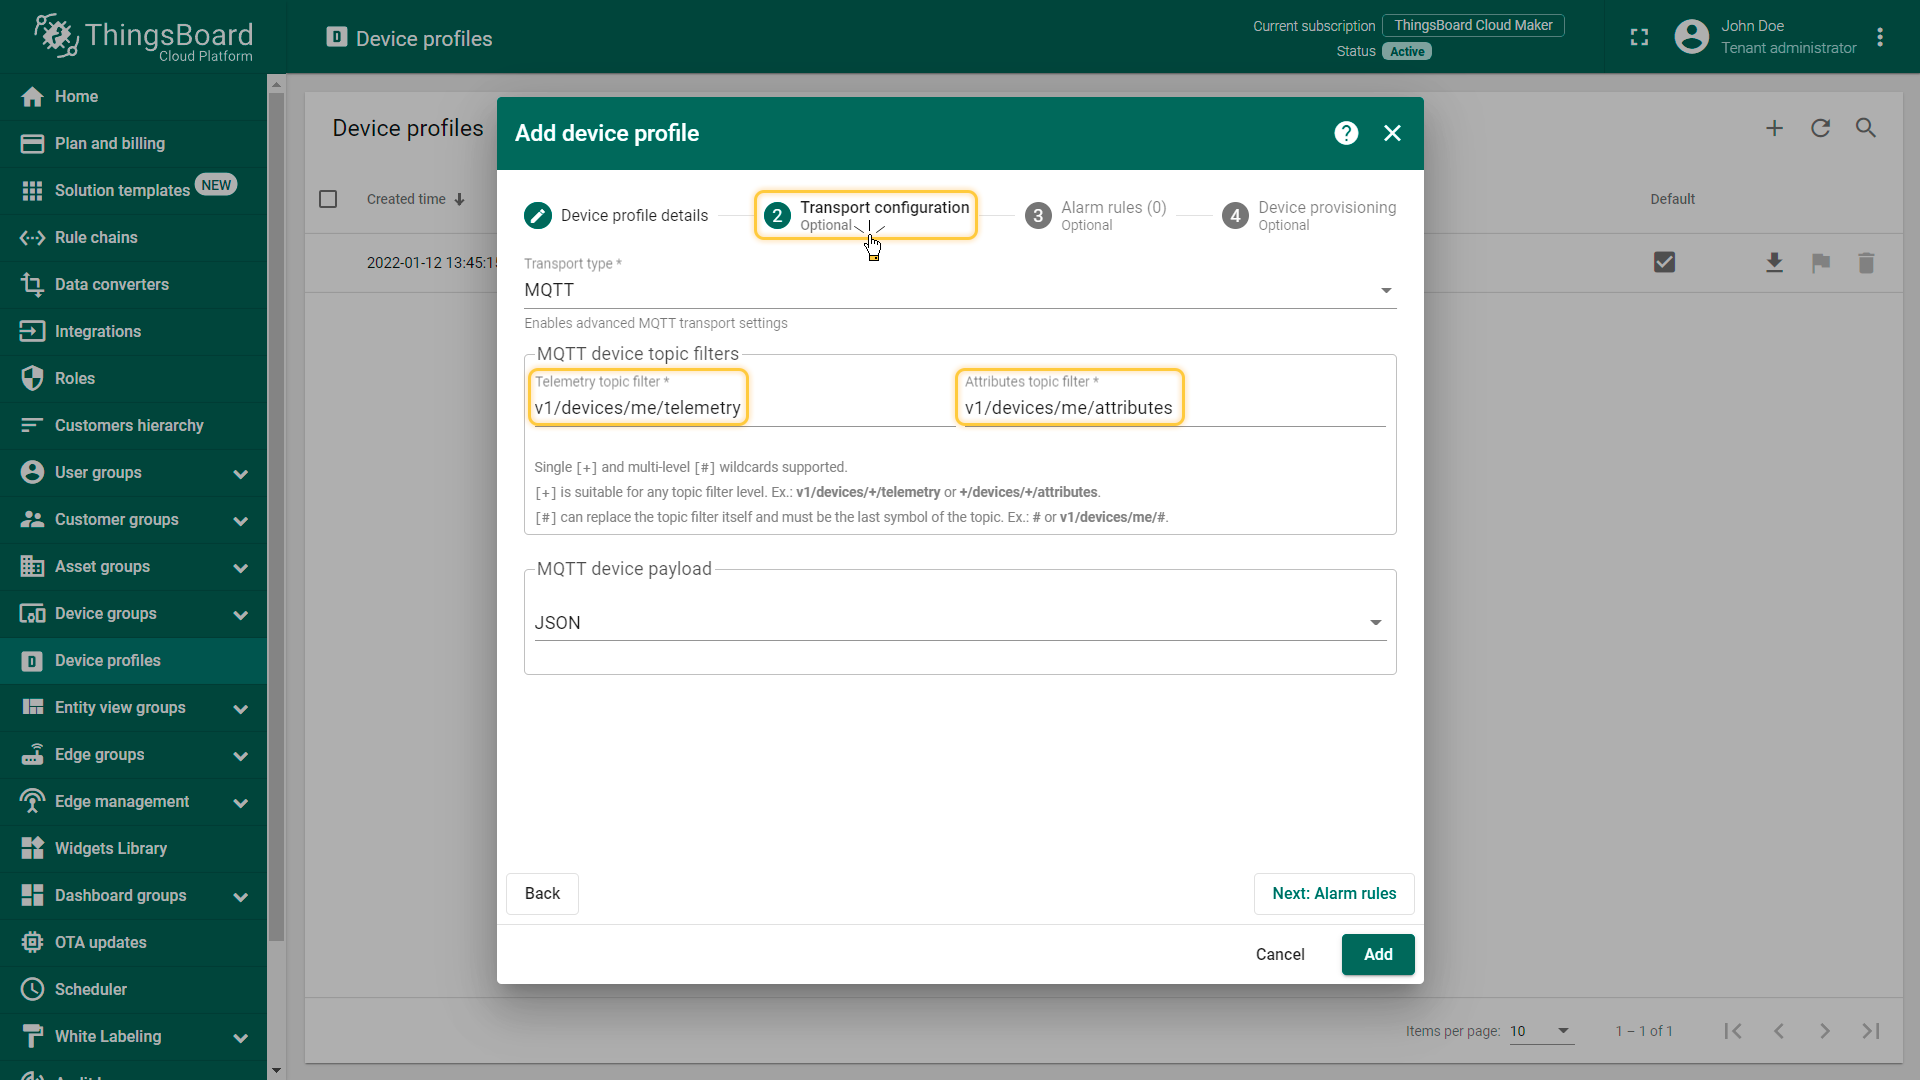 ThingsBoard
Cloud Platform
Device profiles
Current subscription ThingsBoard Cloud Maker
Status Active
John Doe
Tenant administrator
Home
Plan and billing
Solution templates NEW
Rule chains
Data converters
Integrations
Roles
Customers hierarchy
User groups
Customer groups
Asset groups
Device groups
Device profiles
Entity view groups
Edge groups
Edge management
Widgets Library
Dashboard groups
OTA updates
Scheduler
White Labeling
Device profiles
Created time
Default
2022-01-12 13:45:1
Add device profile
Device profile details
2 Transport configuration
Optional
3 Alarm rules (0)
Optional
4 Device provisioning
Optional
Transport type *
MQTT
Enables advanced MQTT transport settings
MQTT device topic filters
Telemetry topic filter *
v1/devices/me/telemetry
Attributes topic filter *
v1/devices/me/attributes
Single [+] and multi-level [#] wildcards supported.
[+] is suitable for any topic filter level. Ex.: v1/devices/+/telemetry or +/devices/+/attributes.
[#] can replace the topic filter itself and must be the last symbol of the topic. Ex.: # or v1/devices/me/#.
MQTT device payload
JSON
Back
Next: Alarm rules
Cancel
Add
Items per page: 10
1 – 1 of 1